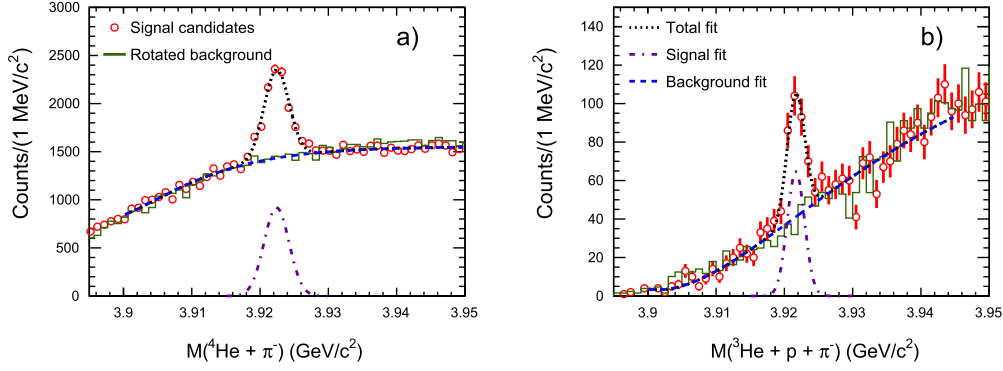 3000
2500
2000
1500
1000
500
0
Counts/(1 MeV/c²)
Signal candidates
Rotated background
a)
3.9 3.91 3.92 3.93 3.94 3.95
M(⁴He + π⁻) (GeV/c²)
140
120
100
80
60
40
20
0
Counts/(1 MeV/c²)
Total fit
Signal fit
Background fit
b)
3.9 3.91 3.92 3.93 3.94 3.95
M(³He + p + π⁻) (GeV/c²)